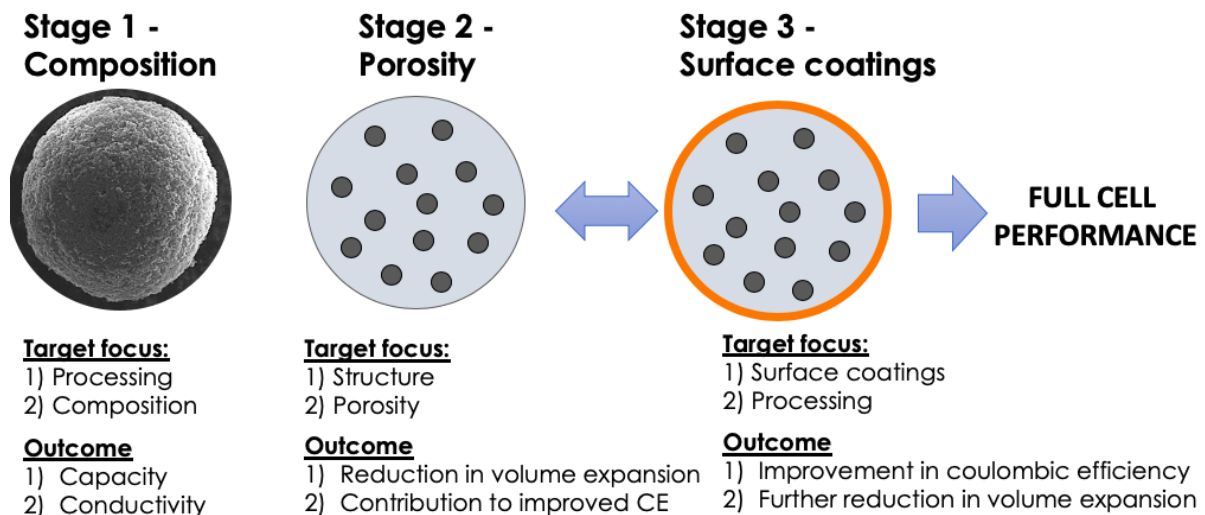 Stage 1 -
Composition
Stage 2 -
Porosity
Stage 3 -
Surface coatings
FULL CELL
PERFORMANCE
Target focus:
1) Processing
2) Composition
Outcome
1) Capacity
2) Conductivity
Target focus:
1) Structure
2) Porosity
Outcome
1) Reduction in volume expansion
2) Contribution to improved CE
Target focus:
1) Surface coatings
2) Processing
Outcome
1) Improvement in coulombic efficiency
2) Further reduction in volume expansion